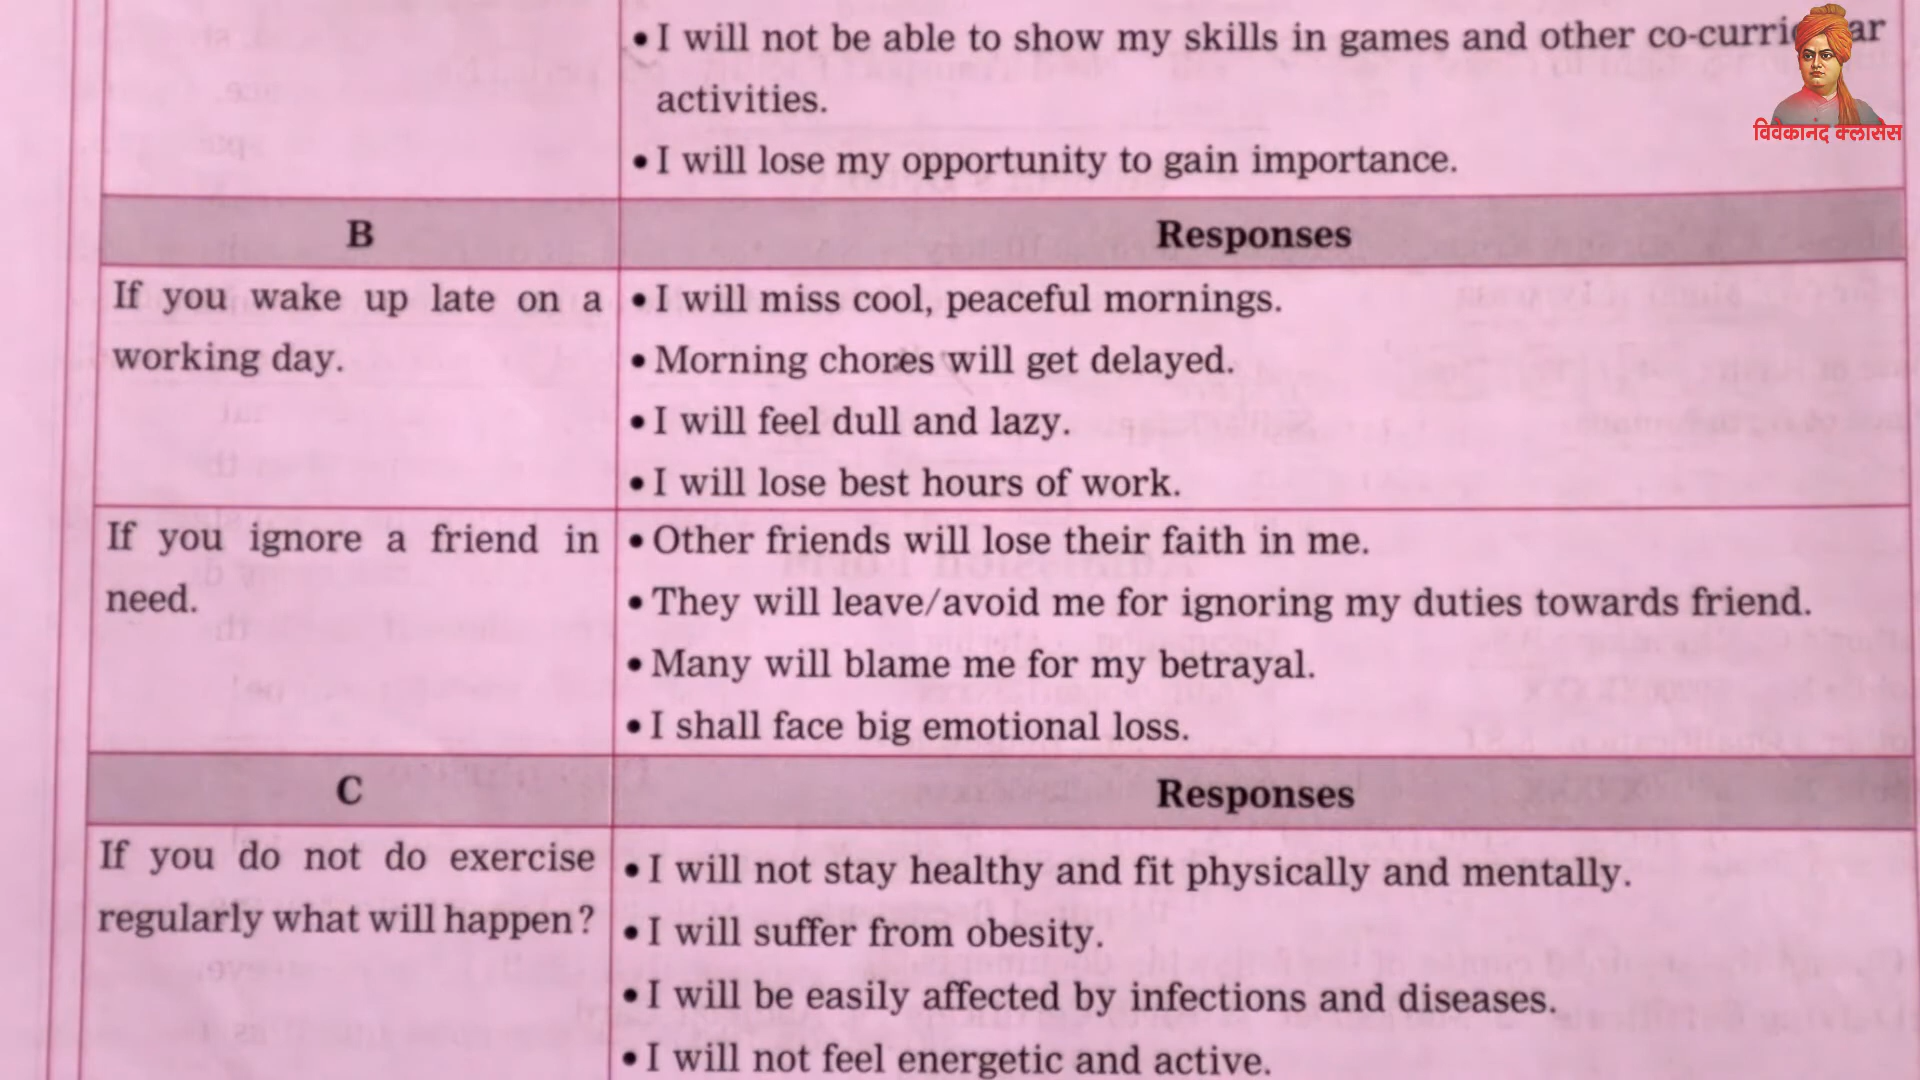 • I will not be able to show my skills in games and other
activities.
• I will lose my opportunity to gain importance.
विवेकानंद क्लासेस
B
Responses
If you wake up late on a
working day.
• I will miss cool, peaceful mornings.
• Morning chores will get delayed.
• I will feel dull and lazy.
• I will lose best hours of work.
If you ignore a friend in
need.
• Other friends will lose their faith in me.
• They will leave/avoid me for ignoring my duties towards friend.
• Many will blame me for my betrayal.
• I shall face big emotional loss.
C
Responses
If you do not do exercise
regularly what will happen?
• I will not stay healthy and fit physically and mentally.
• I will suffer from obesity.
• I will be easily affected by infections and diseases.
• I will not feel energetic and active.